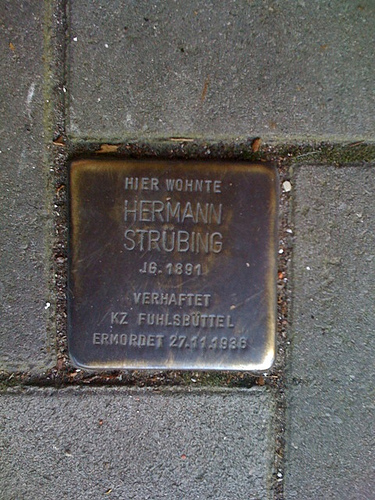 HIER WOHNTE
HERMANN
STRÜBING
JG. 1891
VERHAFTET
KZ FUHLSBÜTTEL
ERMORDET 27.11.1936